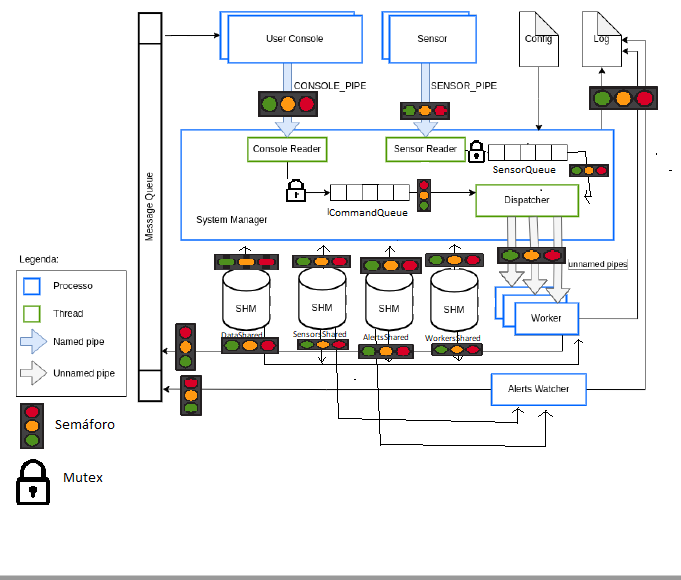 User Console
Sensor
Config
Log
CONSOLE_PIPE
SENSOR_PIPE
Console Reader
Sensor Reader
SensorQueue
ICommandQueue
Dispatcher
System Manager
Message Queue
unnamed pipes
Legenda:
Processo
Thread
Named pipe
Unnamed pipe
SHM
SHM
SHM
SHM
DataShared
SensorsShared
AlertsShared
WorkersShared
Worker
Alerts Watcher
Semáforo
Mutex